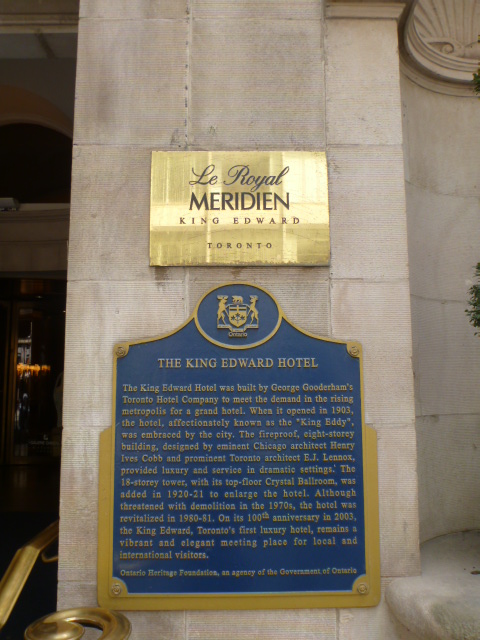 Le Royal
MERIDIEN
KING EDWARD
TORONTO
Ontario
THE KING EDWARD HOTEL
The King Edward Hotel was built by George Gooderham's
Toronto Hotel Company to meet the demand in the rising
metropolis for a grand hotel. When it opened in 1903,
the hotel, affectionately known as the "King Eddy",
was embraced by the city. The fireproof, eight-storey
building, designed by eminent Chicago architect Henry
Ives Cobb and prominent Toronto architect E.J. Lennox,
provided luxury and service in dramatic settings. The
18-storey tower, with its top-floor Crystal Ballroom, was
added in 1920-21 to enlarge the hotel. Although
threatened with demolition in the 1970s, the hotel was
revitalized in 1980-81. On its 100th anniversary in 2003,
the King Edward, Toronto's first luxury hotel, remains a
vibrant and elegant meeting place for local and
international visitors.
Ontario Heritage Foundation, an agency of the Government of Ontario